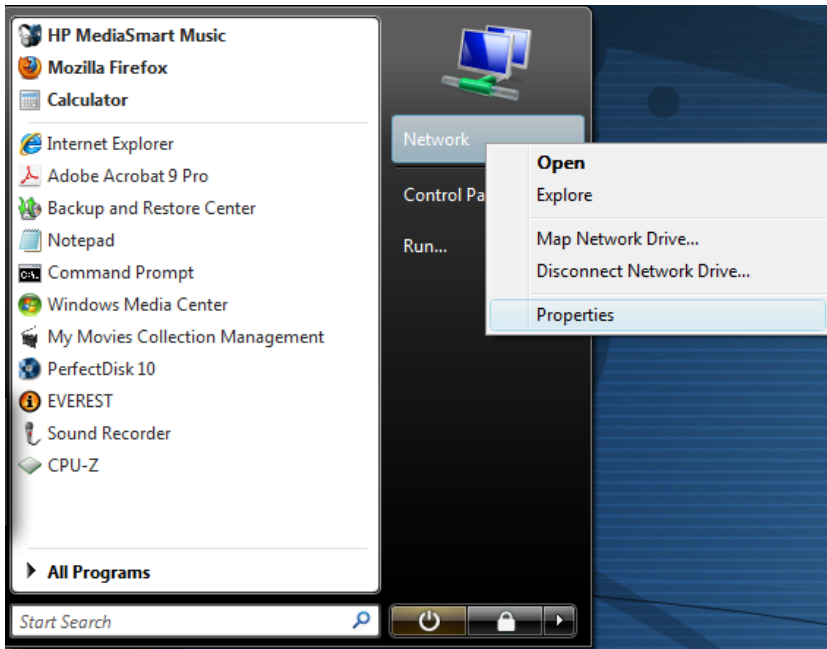 HP MediaSmart Music
Mozilla Firefox
Calculator
Internet Explorer
Adobe Acrobat 9 Pro
Backup and Restore Center
Notepad
Command Prompt
Windows Media Center
My Movies Collection Management
PerfectDisk 10
EVEREST
Sound Recorder
CPU-Z
All Programs
Start Search
Network
Control Pa
Run...
Open
Explore
Map Network Drive...
Disconnect Network Drive...
Properties